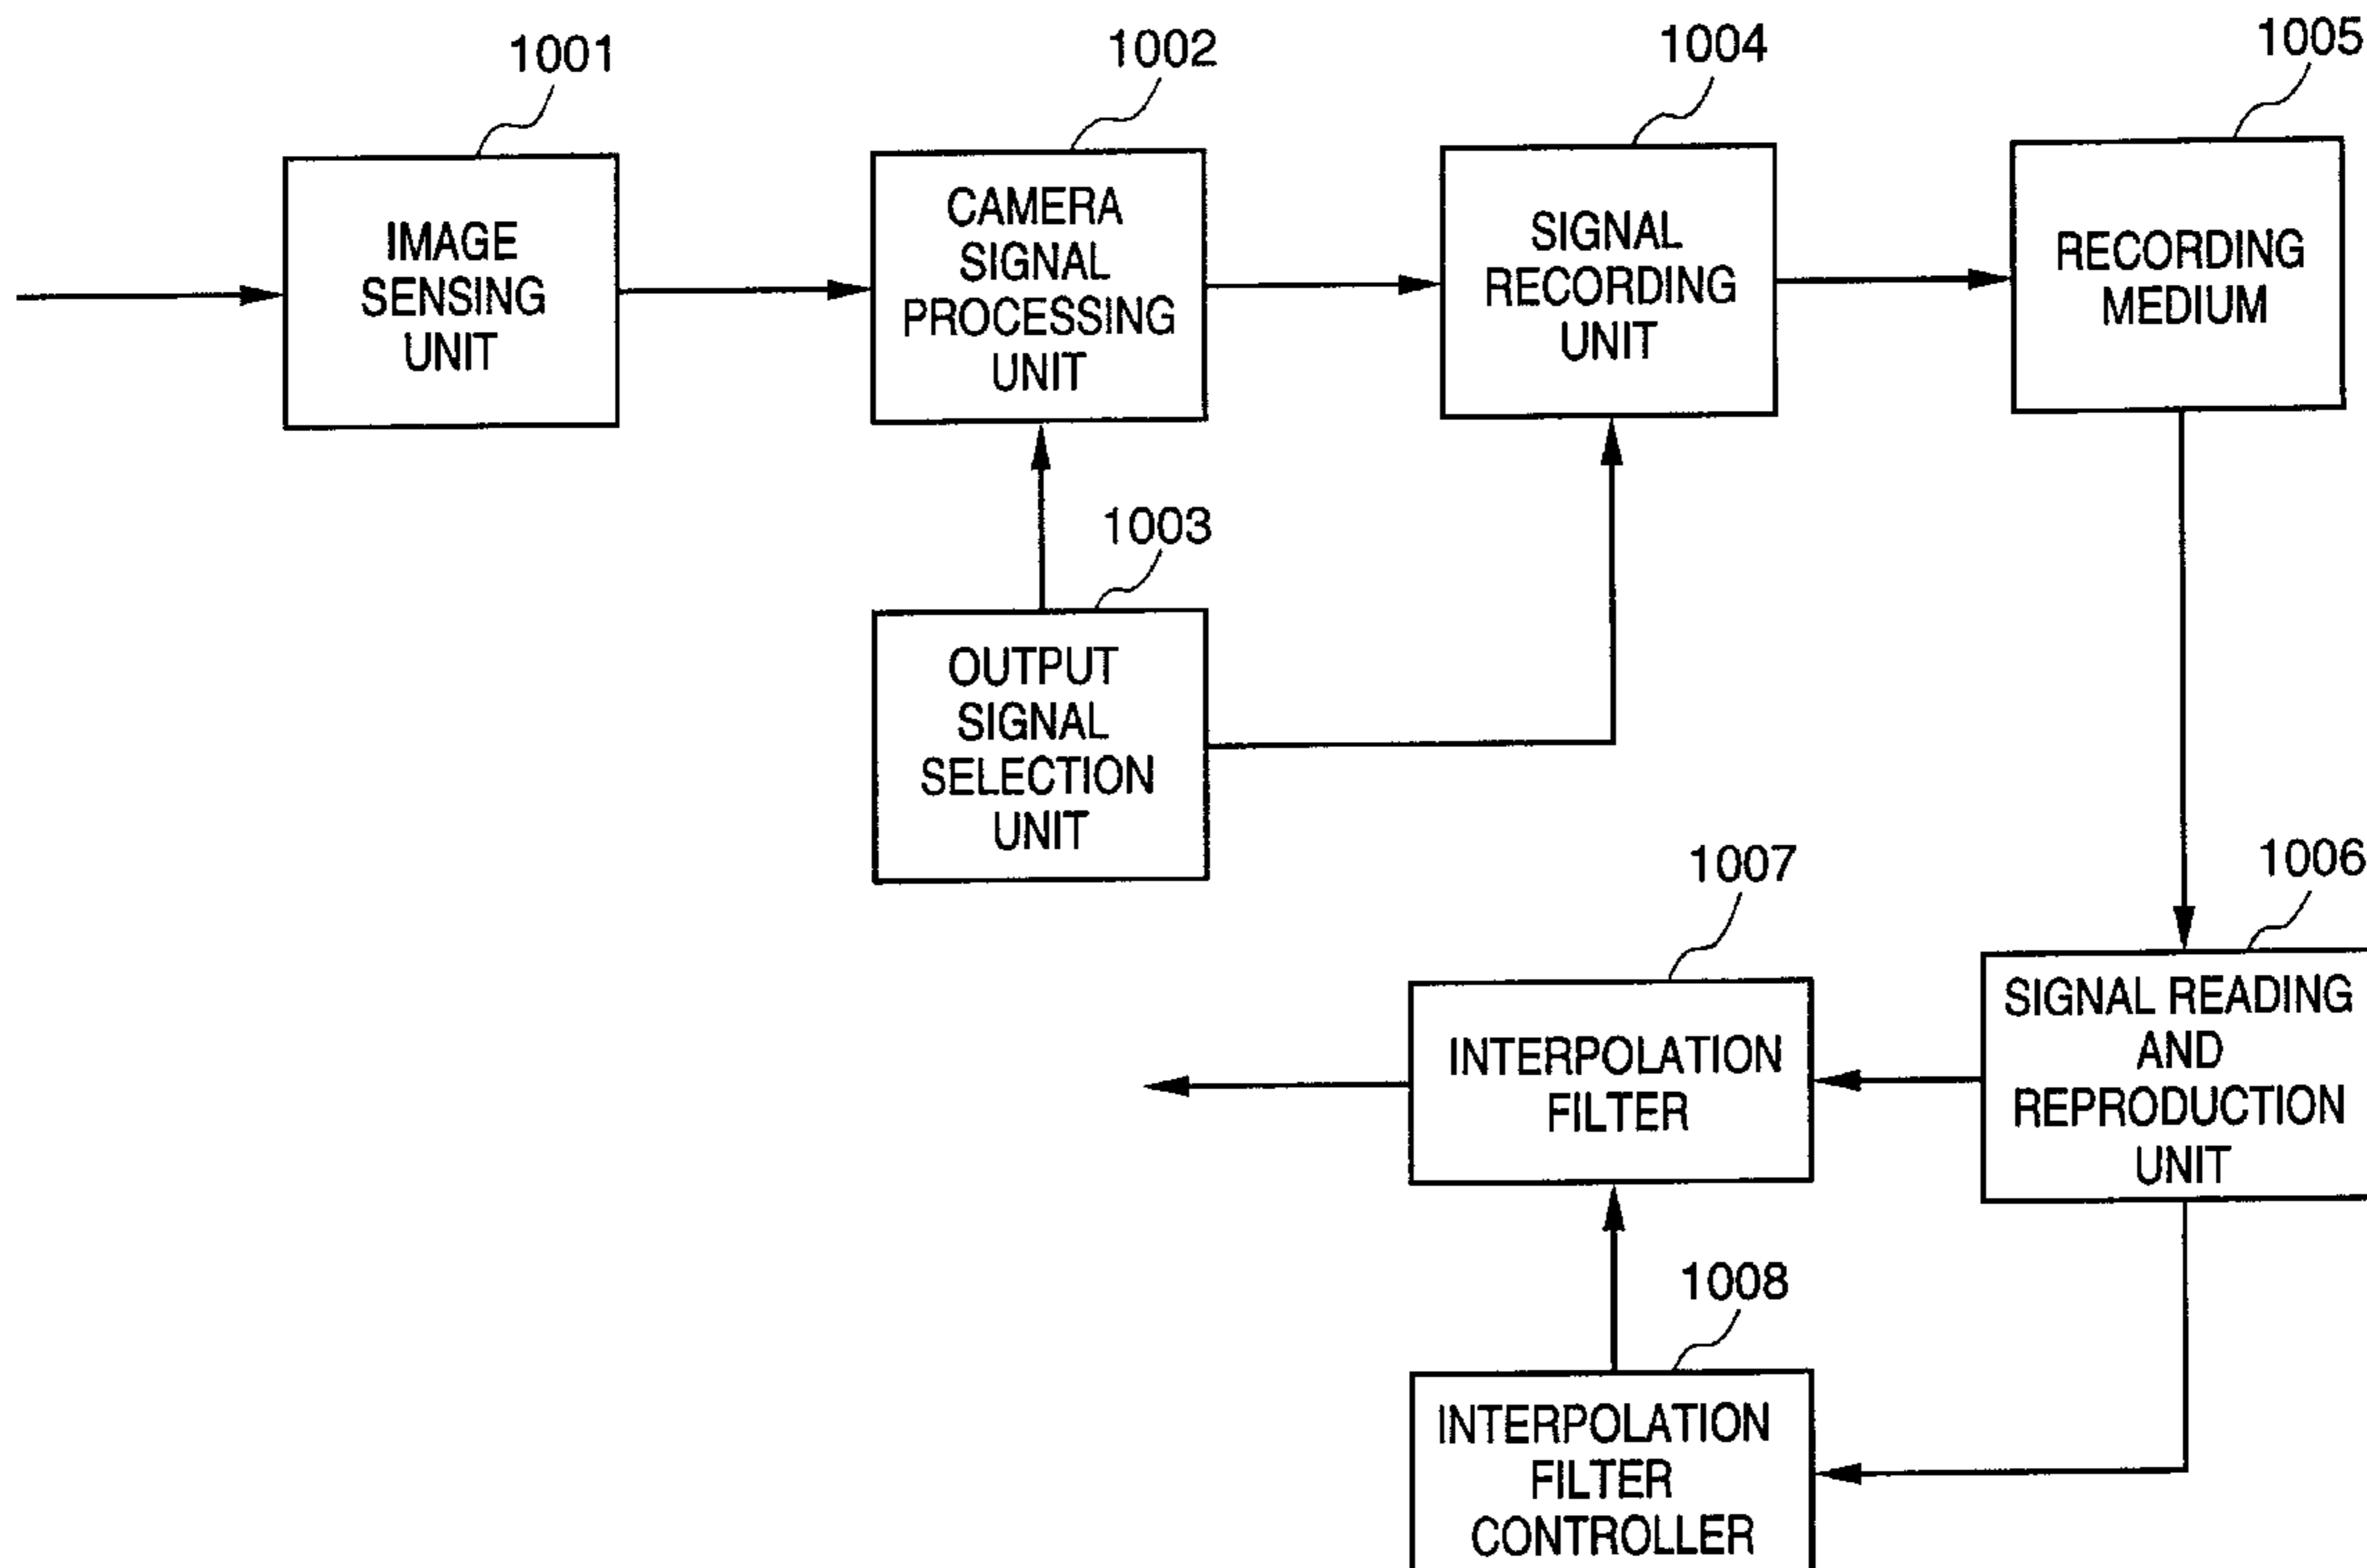 1001
IMAGE
SENSING
UNIT
1002
CAMERA
SIGNAL
PROCESSING
UNIT
1004
SIGNAL
RECORDING
UNIT
1005
RECORDING
MEDIUM
1003
OUTPUT
SIGNAL
SELECTION
UNIT
1007
INTERPOLATION
FILTER
1006
SIGNAL READING
AND
REPRODUCTION
UNIT
1008
INTERPOLATION
FILTER
CONTROLLER